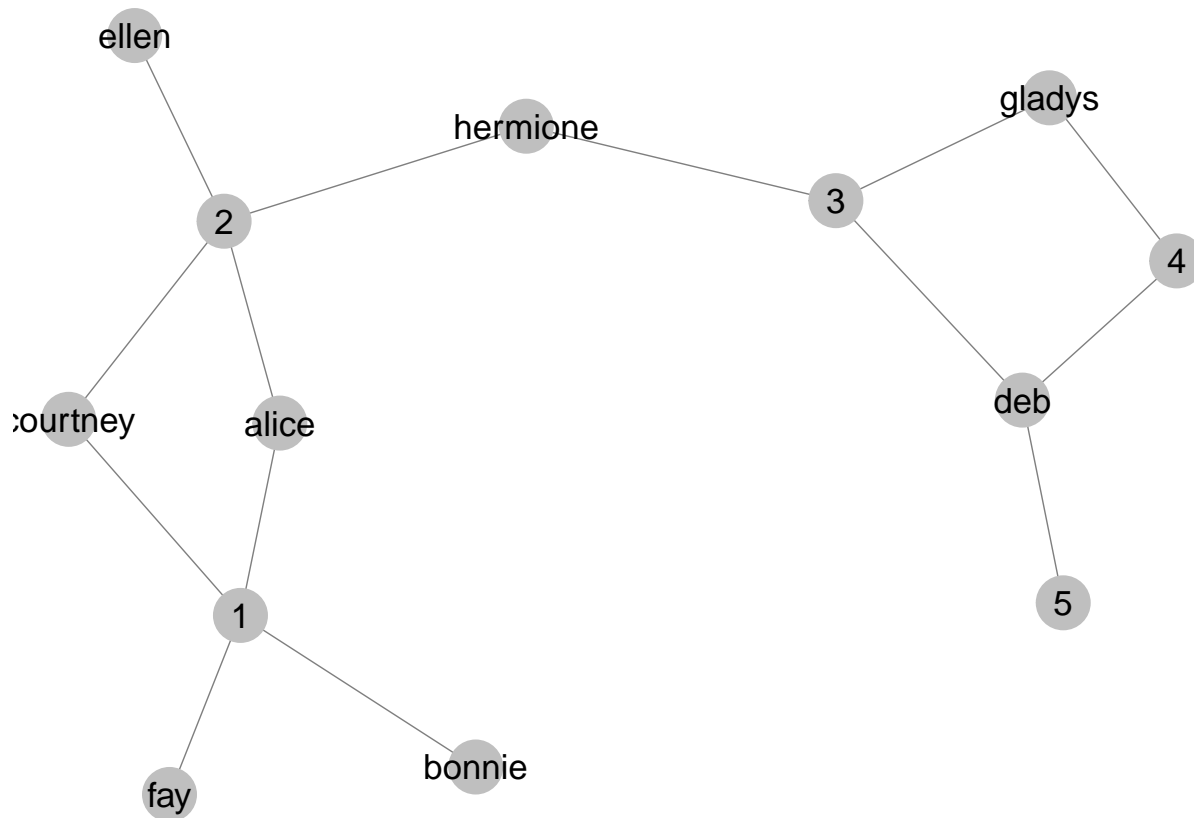 ellen
gladys
hermione
3
2
4
deb
courtney
alice
5
1
bonnie
fay